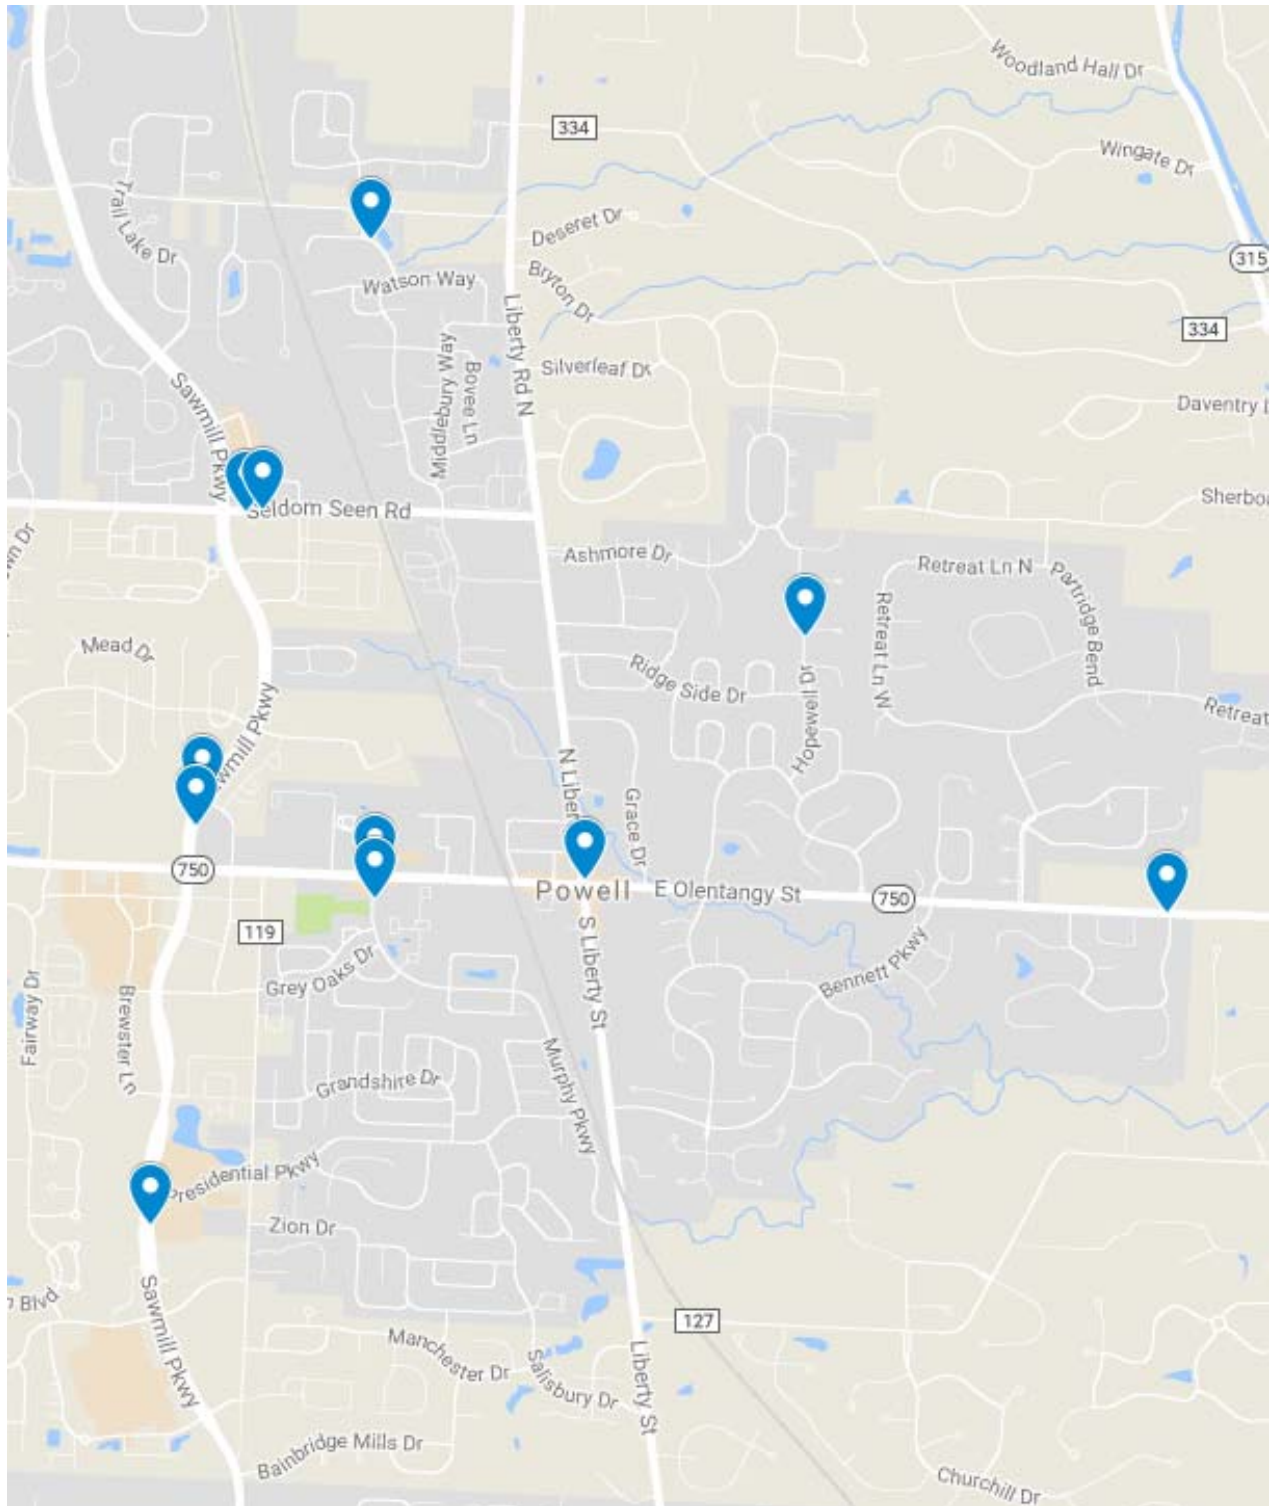 Woodland Hall Dr
334
Wingate Dr
Trail Lake Dr
Deseret Dr
315
Watson Way
Bryton Dr
Liberty Rd N
334
Middlebury Way
Bovee Ln
Silverleaf Dr
Sawmill Pkwy
Daventry
Seldom Seen Rd
Sherbo
wn Dr
Ashmore Dr
Retreat Ln N
Partridge Bend
Retreat Ln W
Mead Dr
Ridge Side Dr
Hopewell Dr
Retreat
wmill Pkwy
N Liber
Grace Dr
750
Powell
E Olentangy St
750
119
S Liberty St
Grey Oaks Dr
Bennett Pkwy
Fairway Dr
Brewster Ln
Murphy Pkwy
Grandshire Dr
Presidential Pkwy
Zion Dr
Blvd
Sawmill Pkwy
127
Manchester Dr
Salisbury Dr
Liberty St
Bainbridge Mills Dr
Churchill Dr